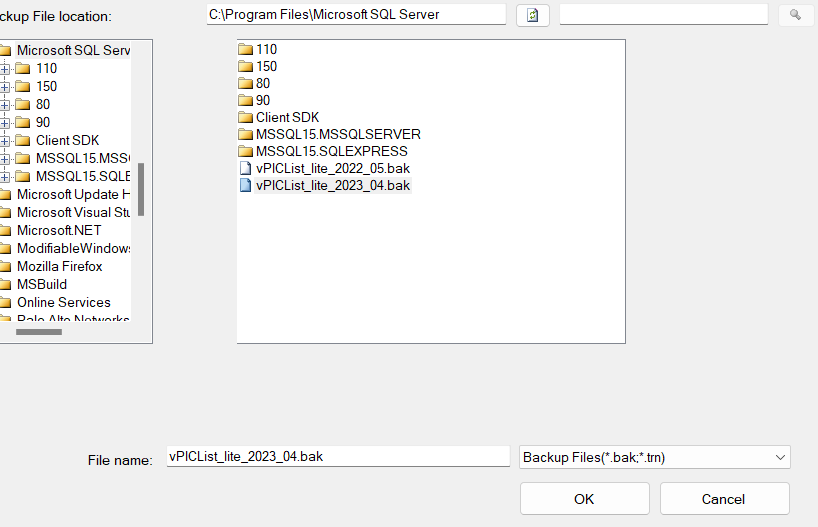 ckup File location:
C:\Program Files\Microsoft SQL Server
Microsoft SQL Serv
110
150
80
90
Client SDK
MSSQL15.MSS
MSSQL15.SQLE
Microsoft Update H
Microsoft Visual Stu
Microsoft.NET
ModifiableWindows
Mozilla Firefox
MSBuild
Online Services
Palo Alto Networks
110
150
80
90
Client SDK
MSSQL15.MSSQLSERVER
MSSQL15.SQLEXPRESS
vPICList_lite_2022_05.bak
vPICList_lite_2023_04.bak
File name:
vPICList_lite_2023_04.bak
Backup Files(*.bak;*.trn)
OK
Cancel